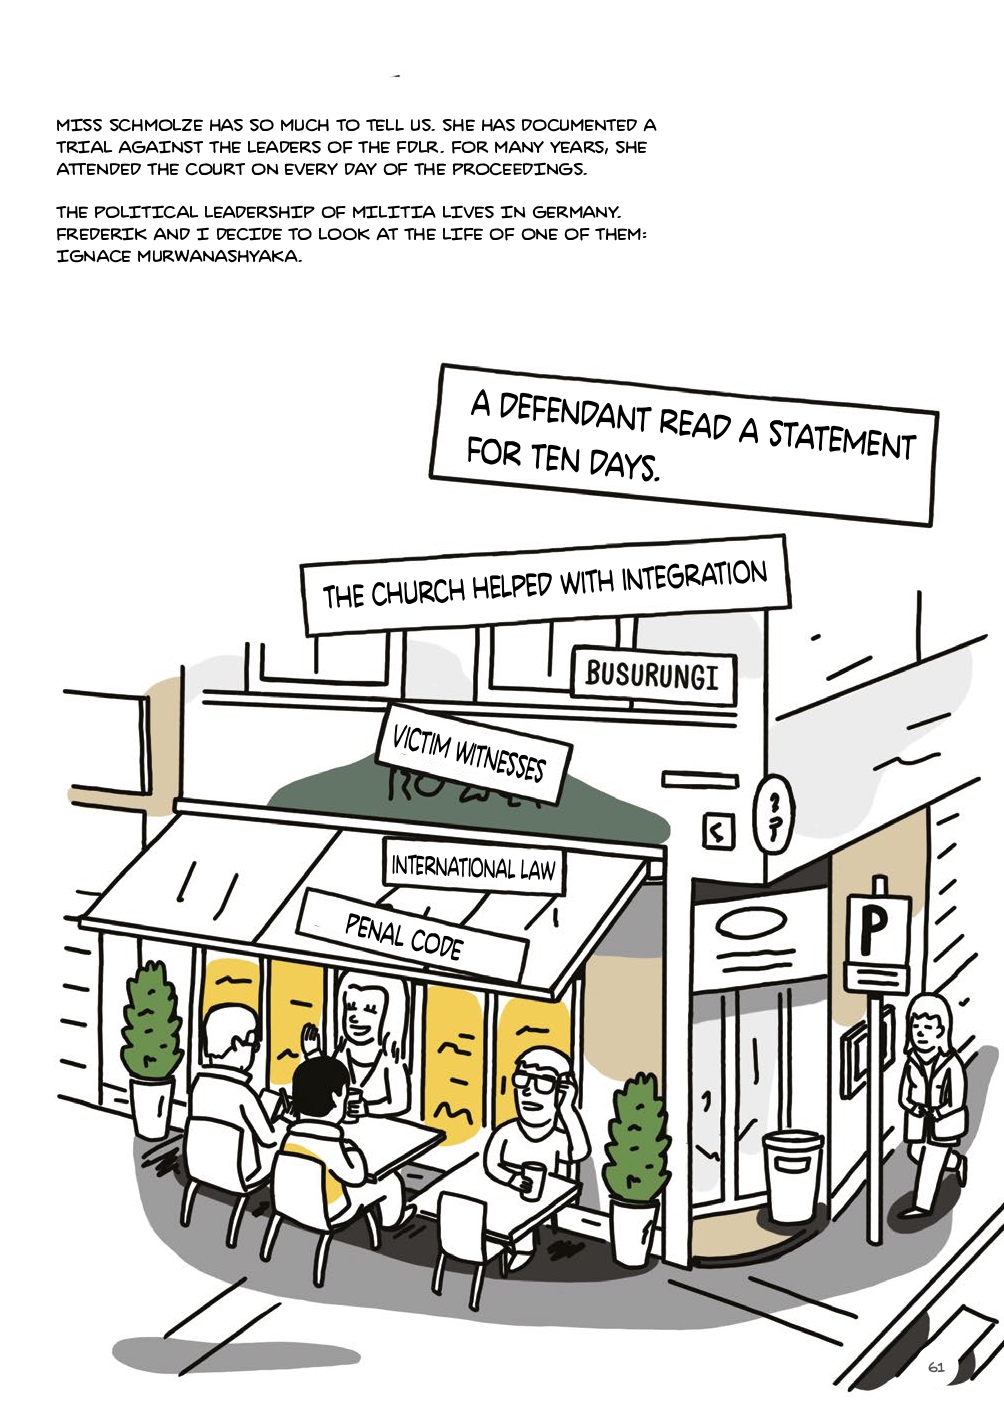 MISS SCHMOLZE HAS SO MUCH TO TELL US. SHE HAS DOCUMENTED A
TRIAL AGAINST THE LEADERS OF THE FDLR. FOR MANY YEARS, SHE
ATTENDED THE COURT ON EVERY DAY OF THE PROCEEDINGS.
THE POLITICAL LEADERSHIP OF MILITIA LIVES IN GERMANY.
FREDERIK AND I DECIDE TO LOOK AT THE LIFE OF ONE OF THEM:
IGNACE MURWANASHYAKA.
A DEFENDANT READ A STATEMENT
FOR TEN DAYS.
THE CHURCH HELPED WITH INTEGRATION
BUSURUNGI
VICTIM WITNESSES
INTERNATIONAL LAW
PENAL CODE
P
61